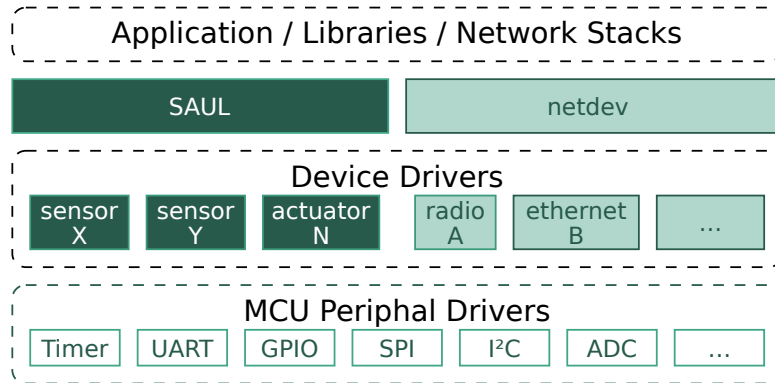 Application / Libraries / Network Stacks
SAUL netdev
Device Drivers
sensor sensor actuator radio ethernet ...
X Y N A B
MCU Periphal Drivers
Timer UART GPIO SPI I²C ADC ...